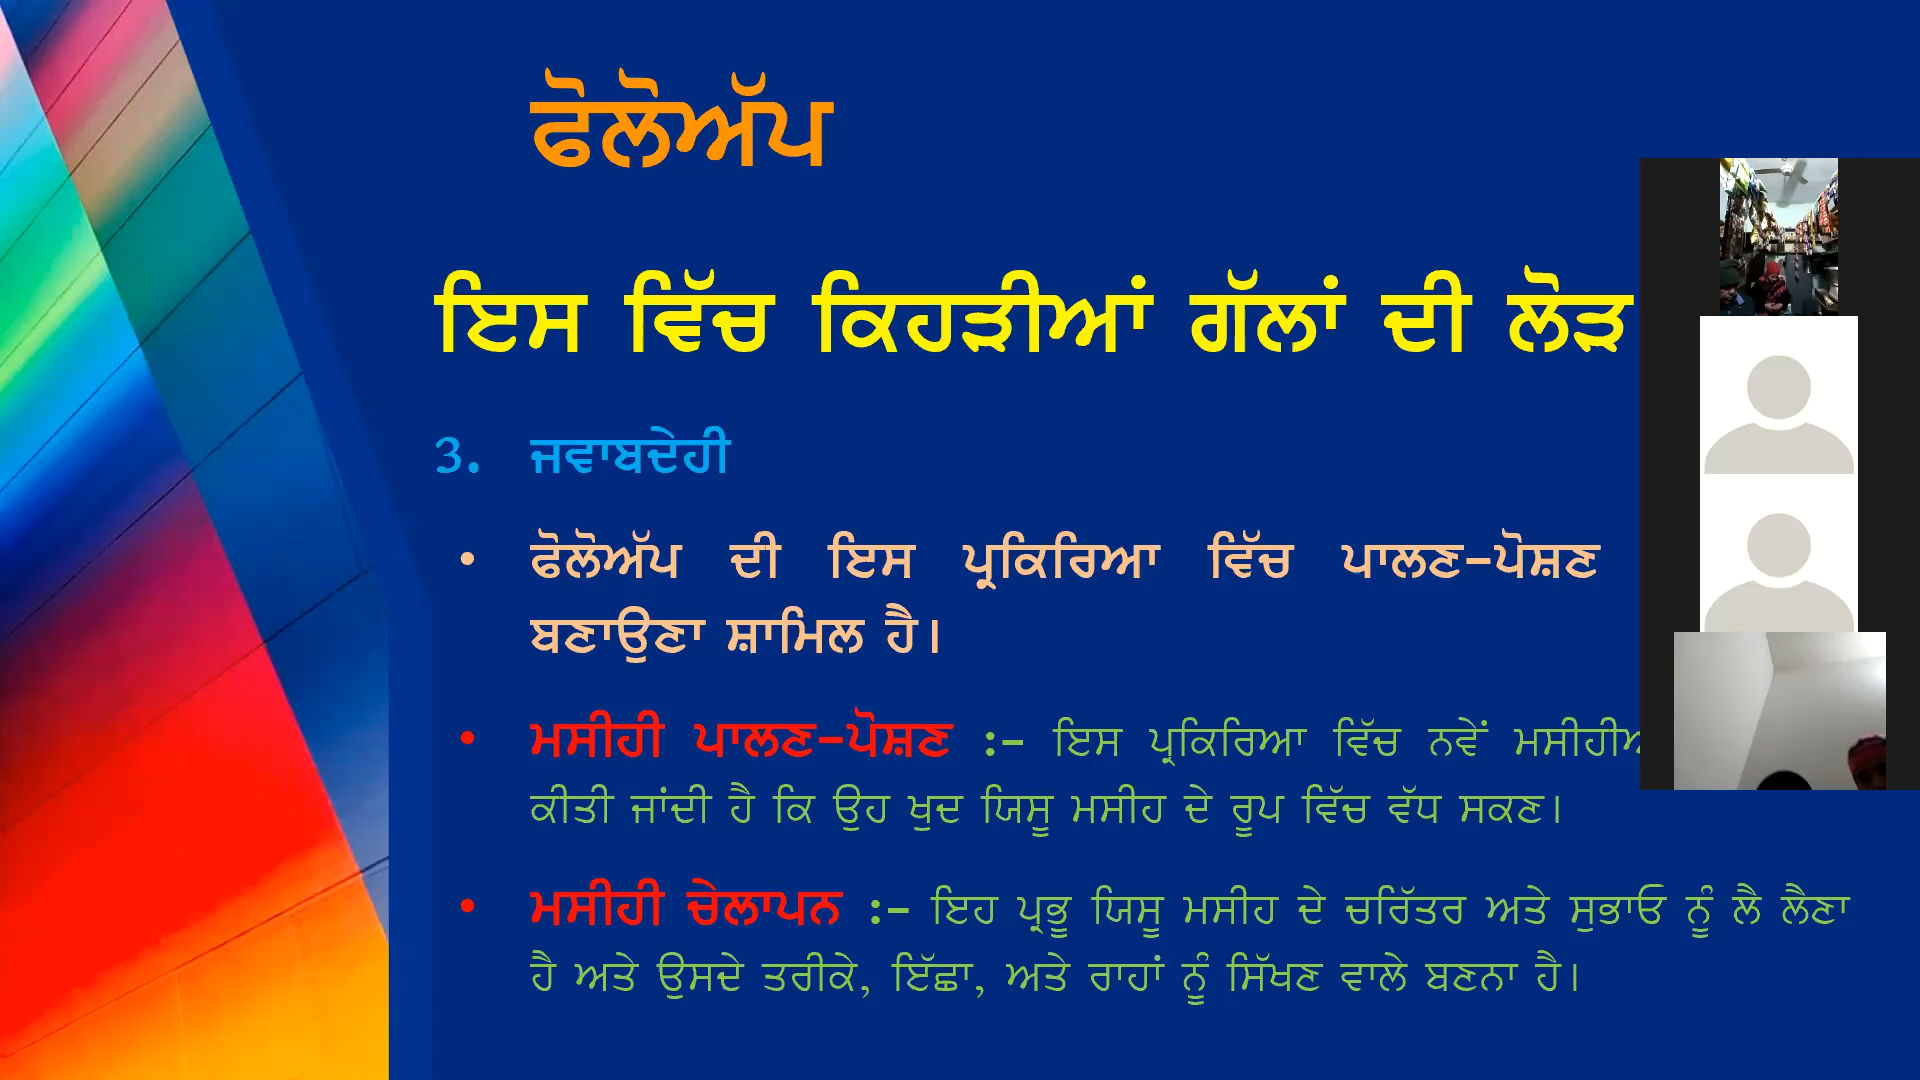 ਫੋਲੋਅੱਪ
ਇਸ ਵਿੱਚ ਕਿਹੜੀਆਂ ਗੱਲਾਂ ਦੀ ਲੋੜ
3. ਜਵਾਬਦੇਹੀ
• ਫੋਲੋਅੱਪ ਦੀ ਇਸ ਪ੍ਰਕਿਰਿਆ ਵਿੱਚ ਪਾਲਣ-ਪੋਸ਼ਣ
ਬਣਾਉਣਾ ਸ਼ਾਮਿਲ ਹੈ।
• ਮਸੀਹੀ ਪਾਲਣ-ਪੋਸ਼ਣ :- ਇਸ ਪ੍ਰਕਿਰਿਆ ਵਿੱਚ ਨਵੇਂ
ਕੀਤੀ ਜਾਂਦੀ ਹੈ ਕਿ ਉਹ ਖੁਦ ਯਿਸੂ ਮਸੀਹ ਦੇ ਰੂਪ ਵਿੱਚ ਵੱਧ ਸਕਣ।
• ਮਸੀਹੀ ਚੇਲਾਪਨ :- ਇਹ ਪ੍ਰਭੂ ਯਿਸੂ ਮਸੀਹ ਦੇ ਚਰਿੱਤਰ ਅਤੇ ਸੁਭਾਓ ਨੂੰ ਲੈ ਲੈਣਾ
ਹੈ ਅਤੇ ਉਸਦੇ ਤਰੀਕੇ, ਇੱਛਾ, ਅਤੇ ਰਾਹਾਂ ਨੂੰ ਸਿੱਖਣ ਵਾਲੇ ਬਣਨਾ ਹੈ।